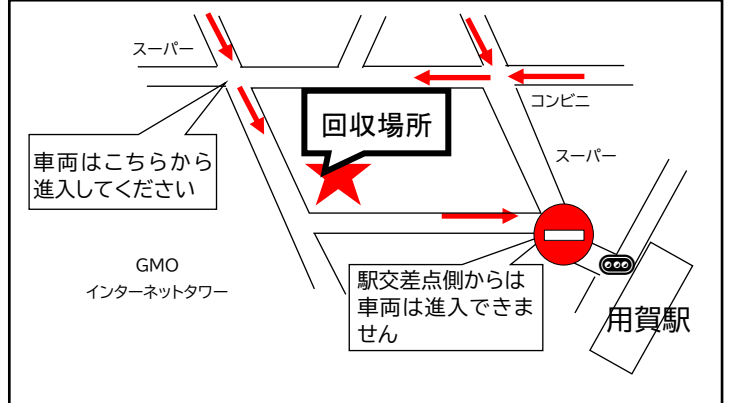 スーパー
コンビニ
回収場所
車両はこちらから
進入してください
スーパー
GMO
インターネットタワー
駅交差点側からは
車両は進入できま
せん
用賀駅